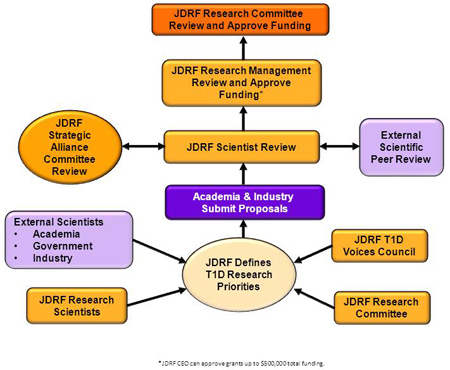 JDRF Research Committee
Review and Approve Funding
JDRF Research Management
Review and Approve
Funding*
JDRF
Strategic
Alliance
Committee
Review
JDRF Scientist Review
External
Scientific
Peer Review
Academia & Industry
Submit Proposals
External Scientists
• Academia
• Government
• Industry
JDRF Defines
T1D Research
Priorities
JDRF T1D
Voices Council
JDRF Research
Scientists
JDRF Research
Committee
*JDRF CEO can approve grants up to $500,000 total funding.